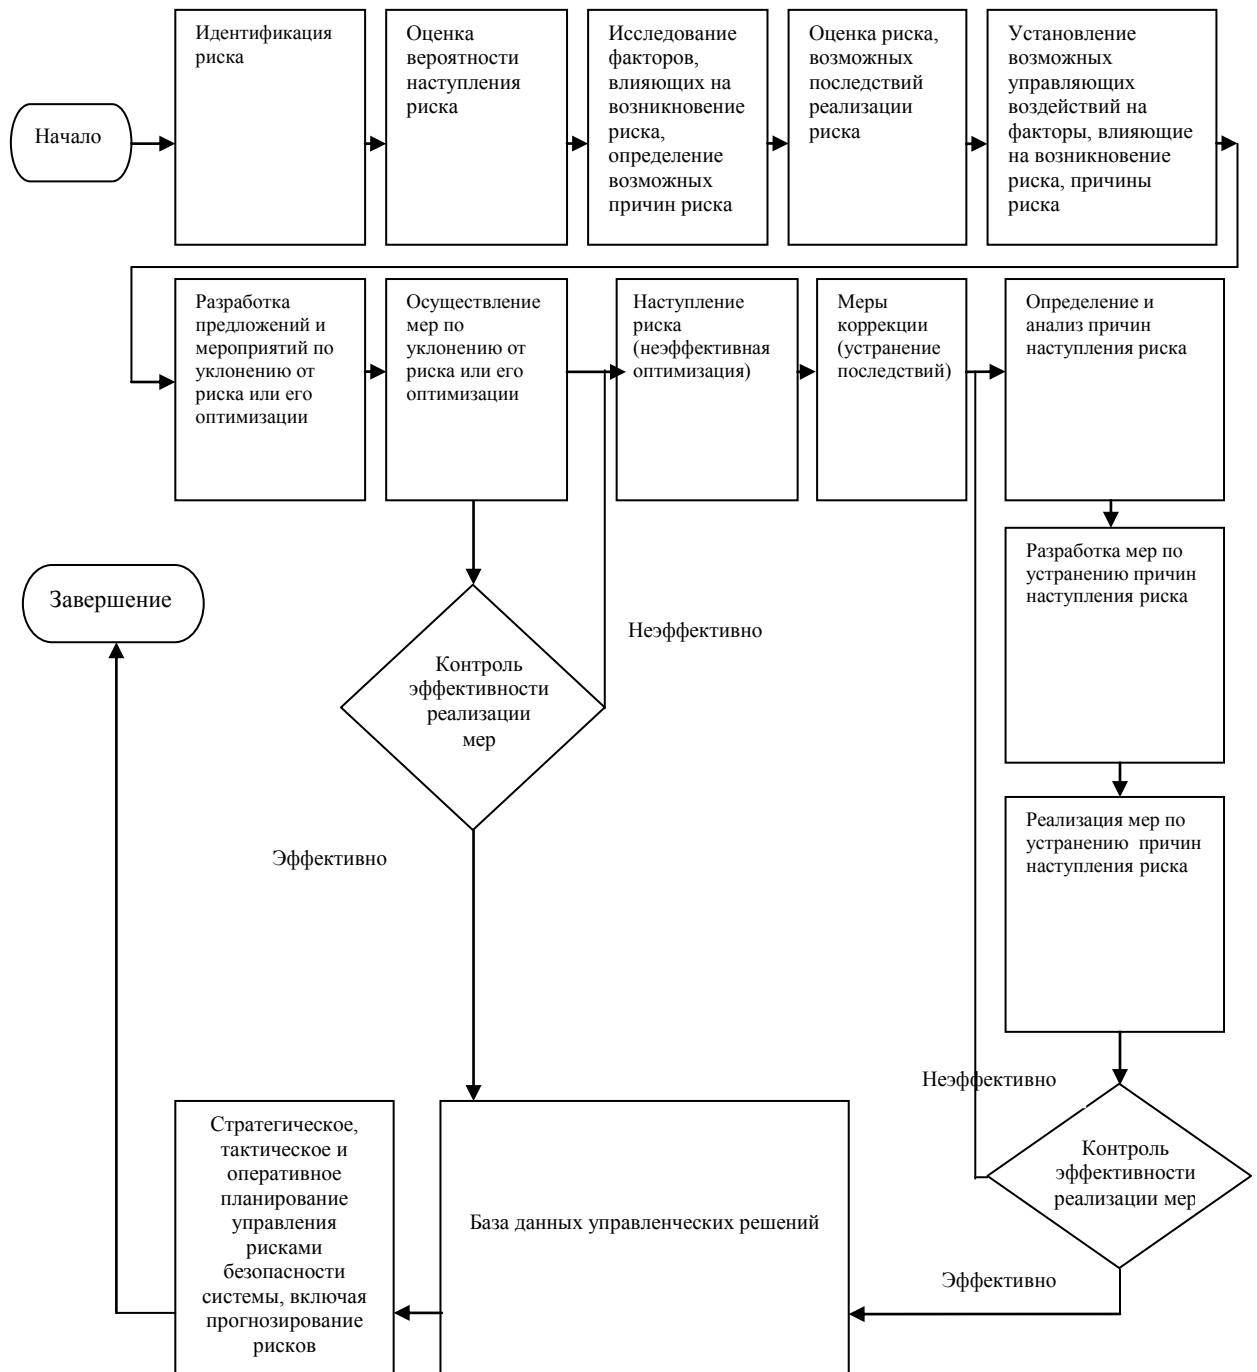 Начало
Идентификация
риска
Оценка
вероятности
наступления
риска
Исследование
факторов,
влияющих на
возникновение
риска,
определение
возможных
причин риска
Оценка риска,
возможных
последствий
реализации
риска
Установление
возможных
управляющих
воздействий на
факторы, влияющие
на возникновение
риска, причины
риска
Разработка
предложений и
мероприятий по
уклонению от
риска или его
оптимизации
Осуществление
мер по
уклонению от
риска или его
оптимизации
Наступление
риска
(неэффективная
оптимизация)
Меры
коррекции
(устранение
последствий)
Определение и
анализ причин
наступления риска
Разработка мер по
устранению причин
наступления риска
Завершение
Неэффективно
Контроль
эффективности
реализации
мер
Реализация мер по
устранению причин
наступления риска
Эффективно
Неэффективно
Контроль
эффективности
реализации мер
Эффективно
База данных управленческих решений
Стратегическое,
тактическое и
оперативное
планирование
управления
рисками
безопасности
системы, включая
прогнозирование
рисков